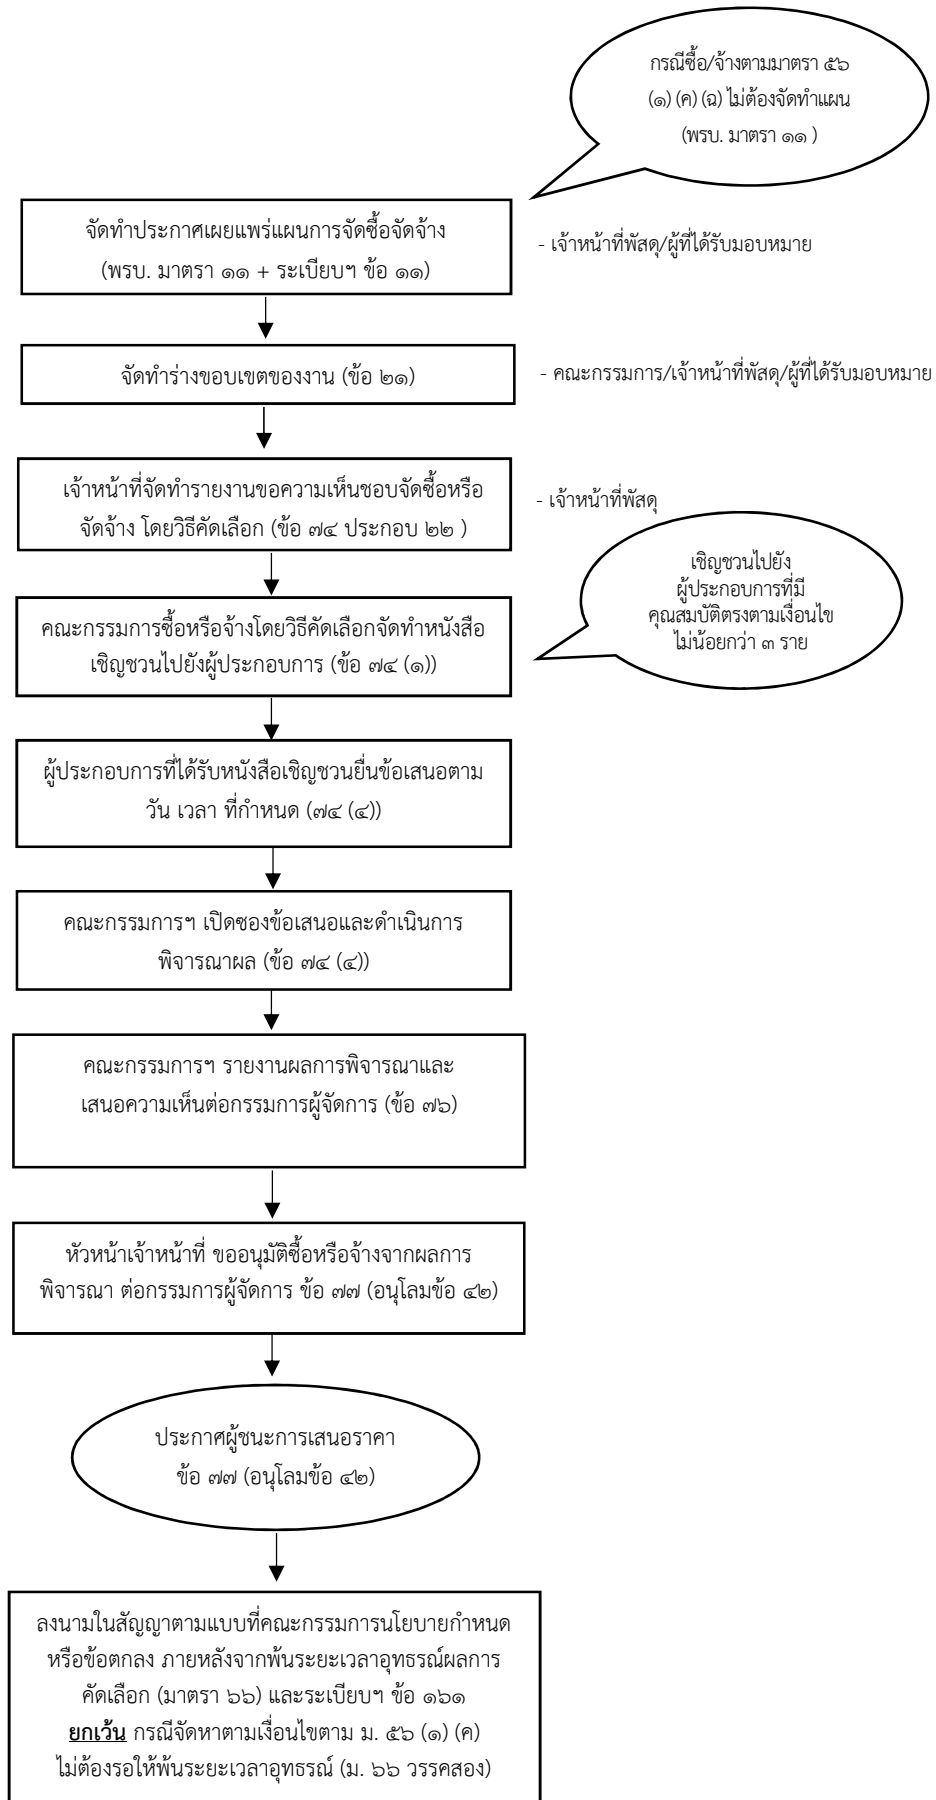 กรณีซื้อ/จ้างตามมาตรา ๕๖
(๑) (ค) (ฉ) ไม่ต้องจัดทำแผน
(พรบ. มาตรา ๑๑ )
จัดทำประกาศเผยแพร่แผนการจัดซื้อจัดจ้าง
(พรบ. มาตรา ๑๑ + ระเบียบฯ ข้อ ๑๑)
- เจ้าหน้าที่พัสดุ/ผู้ที่ได้รับมอบหมาย
จัดทำร่างขอบเขตของงาน (ข้อ ๒๑)
- คณะกรรมการ/เจ้าหน้าที่พัสดุ/ผู้ที่ได้รับมอบหมาย
เจ้าหน้าที่จัดทำรายงานขอความเห็นชอบจัดซื้อหรือ
จัดจ้าง โดยวิธีคัดเลือก (ข้อ ๗๔ ประกอบ ๒๒ )
- เจ้าหน้าที่พัสดุ
เชิญชวนไปยัง
ผู้ประกอบการที่มี
คุณสมบัติตรงตามเงื่อนไข
ไม่น้อยกว่า ๓ ราย
คณะกรรมการซื้อหรือจ้างโดยวิธีคัดเลือกจัดทำหนังสือ
เชิญชวนไปยังผู้ประกอบการ (ข้อ ๗๔ (๑))
ผู้ประกอบการที่ได้รับหนังสือเชิญชวนยื่นข้อเสนอตาม
วัน เวลา ที่กำหนด (๗๔ (๔))
คณะกรรมการฯ เปิดซองข้อเสนอและดำเนินการ
พิจารณาผล (ข้อ ๗๔ (๔))
คณะกรรมการฯ รายงานผลการพิจารณาและ
เสนอความเห็นต่อกรรมการผู้จัดการ (ข้อ ๗๖)
หัวหน้าเจ้าหน้าที่ ขออนุมัติซื้อหรือจ้างจากผลการ
พิจารณา ต่อกรรมการผู้จัดการ ข้อ ๗๗ (อนุโลมข้อ ๔๒)
ประกาศผู้ชนะการเสนอราคา
ข้อ ๗๗ (อนุโลมข้อ ๔๒)
ลงนามในสัญญาตามแบบที่คณะกรรมการนโยบายกำหนด
หรือข้อตกลง ภายหลังจากพ้นระยะเวลาอุทธรณ์ผลการ
คัดเลือก (มาตรา ๖๖) และระเบียบฯ ข้อ ๑๖๑
ยกเว้น กรณีจัดหาตามเงื่อนไขตาม ม. ๕๖ (๑) (ค)
ไม่ต้องรอให้พ้นระยะเวลาอุทธรณ์ (ม. ๖๖ วรรคสอง)